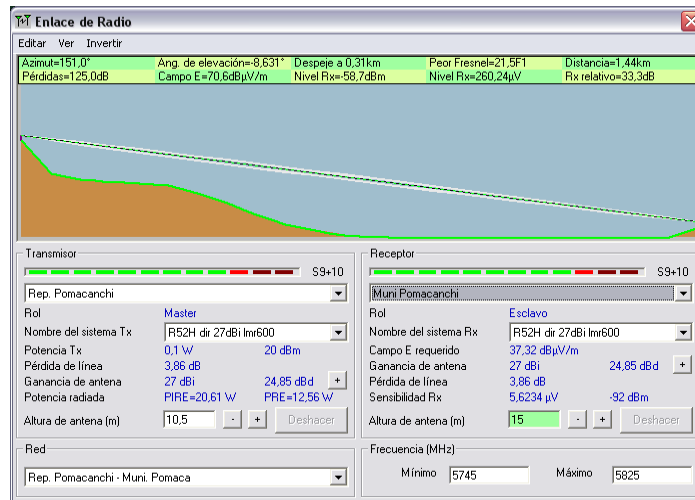 Enlace de Radio
Editar Ver Invertir
Azimut=151,0° Ang. de elevación=-8,631° Despeje a 0,31km Peor Fresnel=21,5F1 Distancia=1,44km
Pérdidas=125,0dB Campo E=70,6dBµV/m Nivel Rx=-58,7dBm Nivel Rx=260,24µV Rx relativo=33,3dB
Transmisor
S9+10
Rep. Pomacanchi
Rol Master
Nombre del sistema Tx R52H dir 27dBi lmr600
Potencia Tx 0,1 W 20 dBm
Pérdida de línea 3,86 dB
Ganancia de antena 27 dBi 24,85 dBd +
Potencia radiada PIRE=20,61 W PRE=12,56 W
Altura de antena (m) 10,5 - + Deshacer
Receptor
S9+10
Muni Pomacanchi
Rol Esclavo
Nombre del sistema Rx R52H dir 27dBi lmr600
Campo E requerido 37,32 dBµV/m
Ganancia de antena 27 dBi 24,85 dBd +
Pérdida de línea 3,86 dB
Sensibilidad Rx 5,6234 µV -92 dBm
Altura de antena (m) 15 - + Deshacer
Red
Rep. Pomacanchi - Muni. Pomaca
Frecuencia (MHz)
Mínimo 5745 Máximo 5825